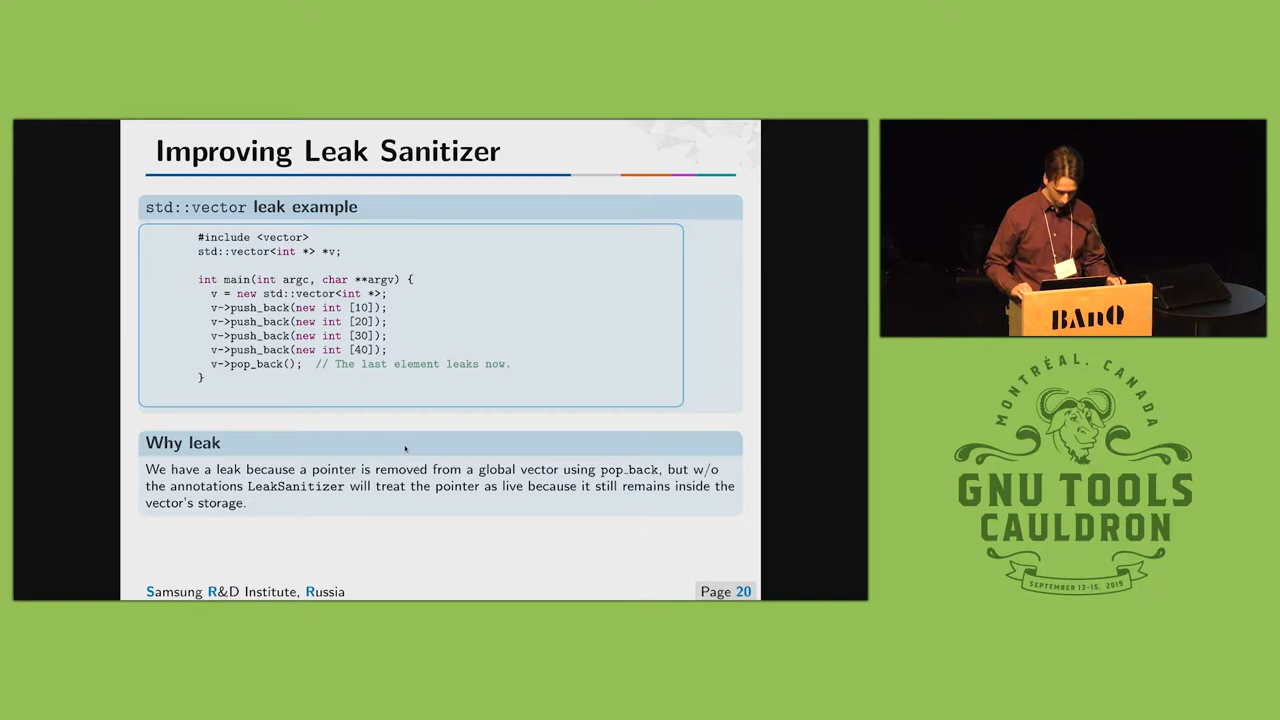 Improving Leak Sanitizer
std::vector leak example
#include <vector>
std::vector<int *> *v;
int main(int argc, char **argv) {
v = new std::vector<int *>;
v->push_back(new int [10]);
v->push_back(new int [20]);
v->push_back(new int [30]);
v->push_back(new int [40]);
v->pop_back();  // The last element leaks now.
}
Why leak
We have a leak because a pointer is removed from a global vector using pop_back, but w/o
the annotations LeakSanitizer will treat the pointer as live because it still remains inside the
vector's storage.
Samsung R&D Institute, Russia
Page 20
BAnQ
MONTRÉAL, CANADA
GNU TOOLS
CAULDRON
SEPTEMBER 13-15, 2019